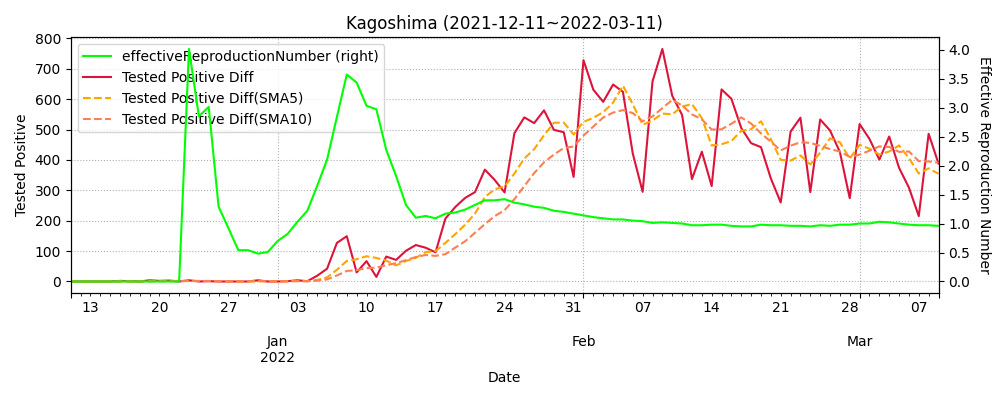 Kagoshima (2021-12-11~2022-03-11)
effectiveReproductionNumber (right)
Tested Positive Diff
Tested Positive Diff(SMA5)
Tested Positive Diff(SMA10)
Tested Positive
800
700
600
500
400
300
200
100
0
4.0
3.5
3.0
2.5
2.0
1.5
1.0
0.5
0.0
Effective Reproduction Number
13 20 27 03 10 17 24 31 07 14 21 28 07
Jan Feb Mar
2022
Date